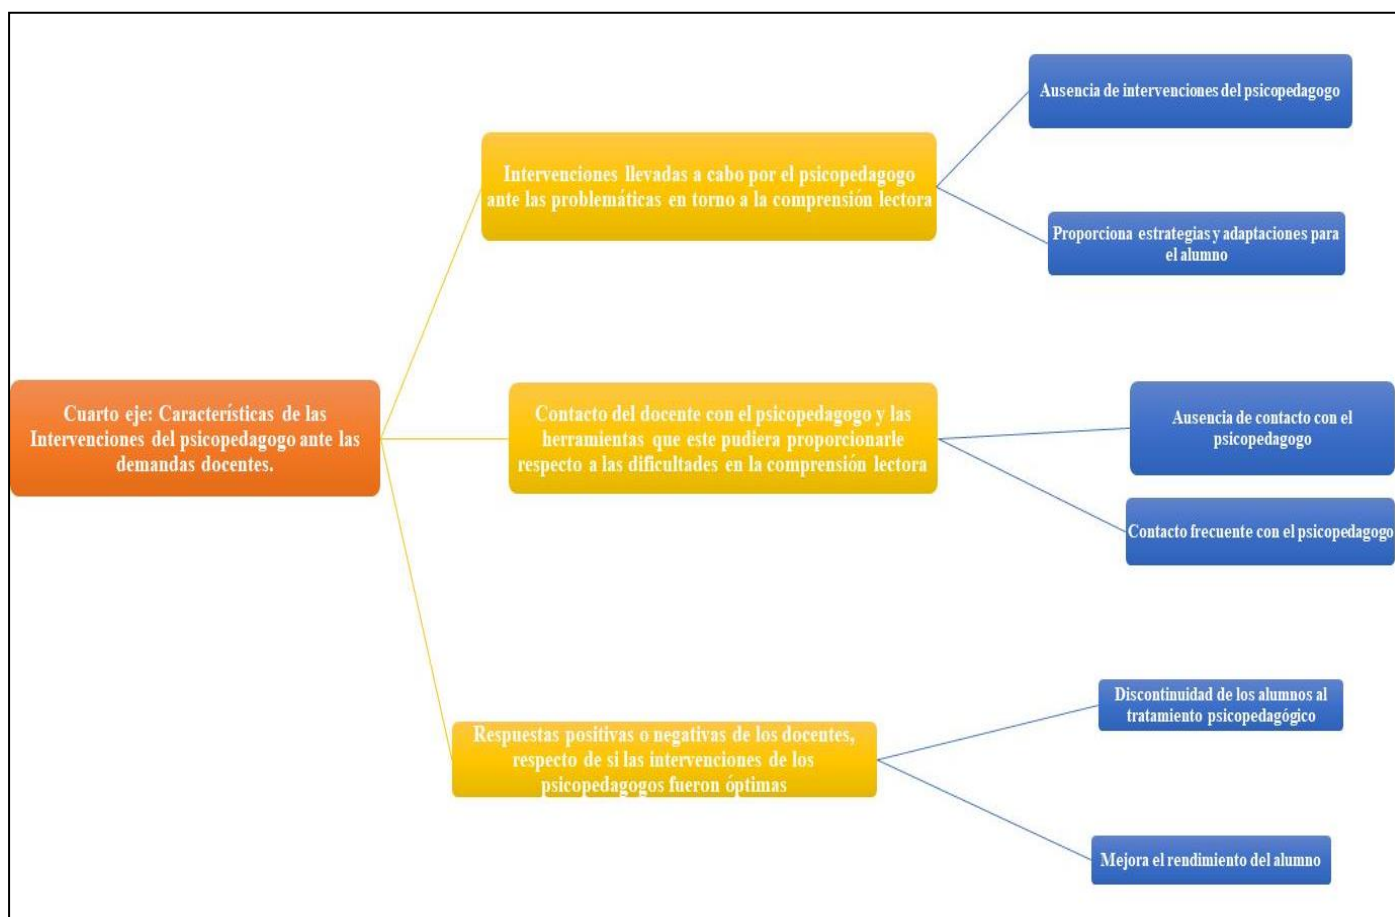 Ausencia de intervenciones del psicopedagogo
Intervenciones llevadas a cabo por el psicopedagogo
ante las problemáticas en torno a la comprensión lectora
Proporciona estrategias y adaptaciones para
el alumno
Cuarto eje: Características de las
Intervenciones del psicopedagogo ante las
demandas docentes.
Contacto del docente con el psicopedagogo y las
herramientas que este pudiera proporcionarle
respecto a las dificultades en la comprensión lectora
Ausencia de contacto con el
psicopedagogo
Contacto frecuente con el psicopedagogo
Respuestas positivas o negativas de los docentes,
respecto de si las intervenciones de los
psicopedagogos fueron óptimas
Discontinuidad de los alumnos al
tratamiento psicopedagógico
Mejora el rendimiento del alumno